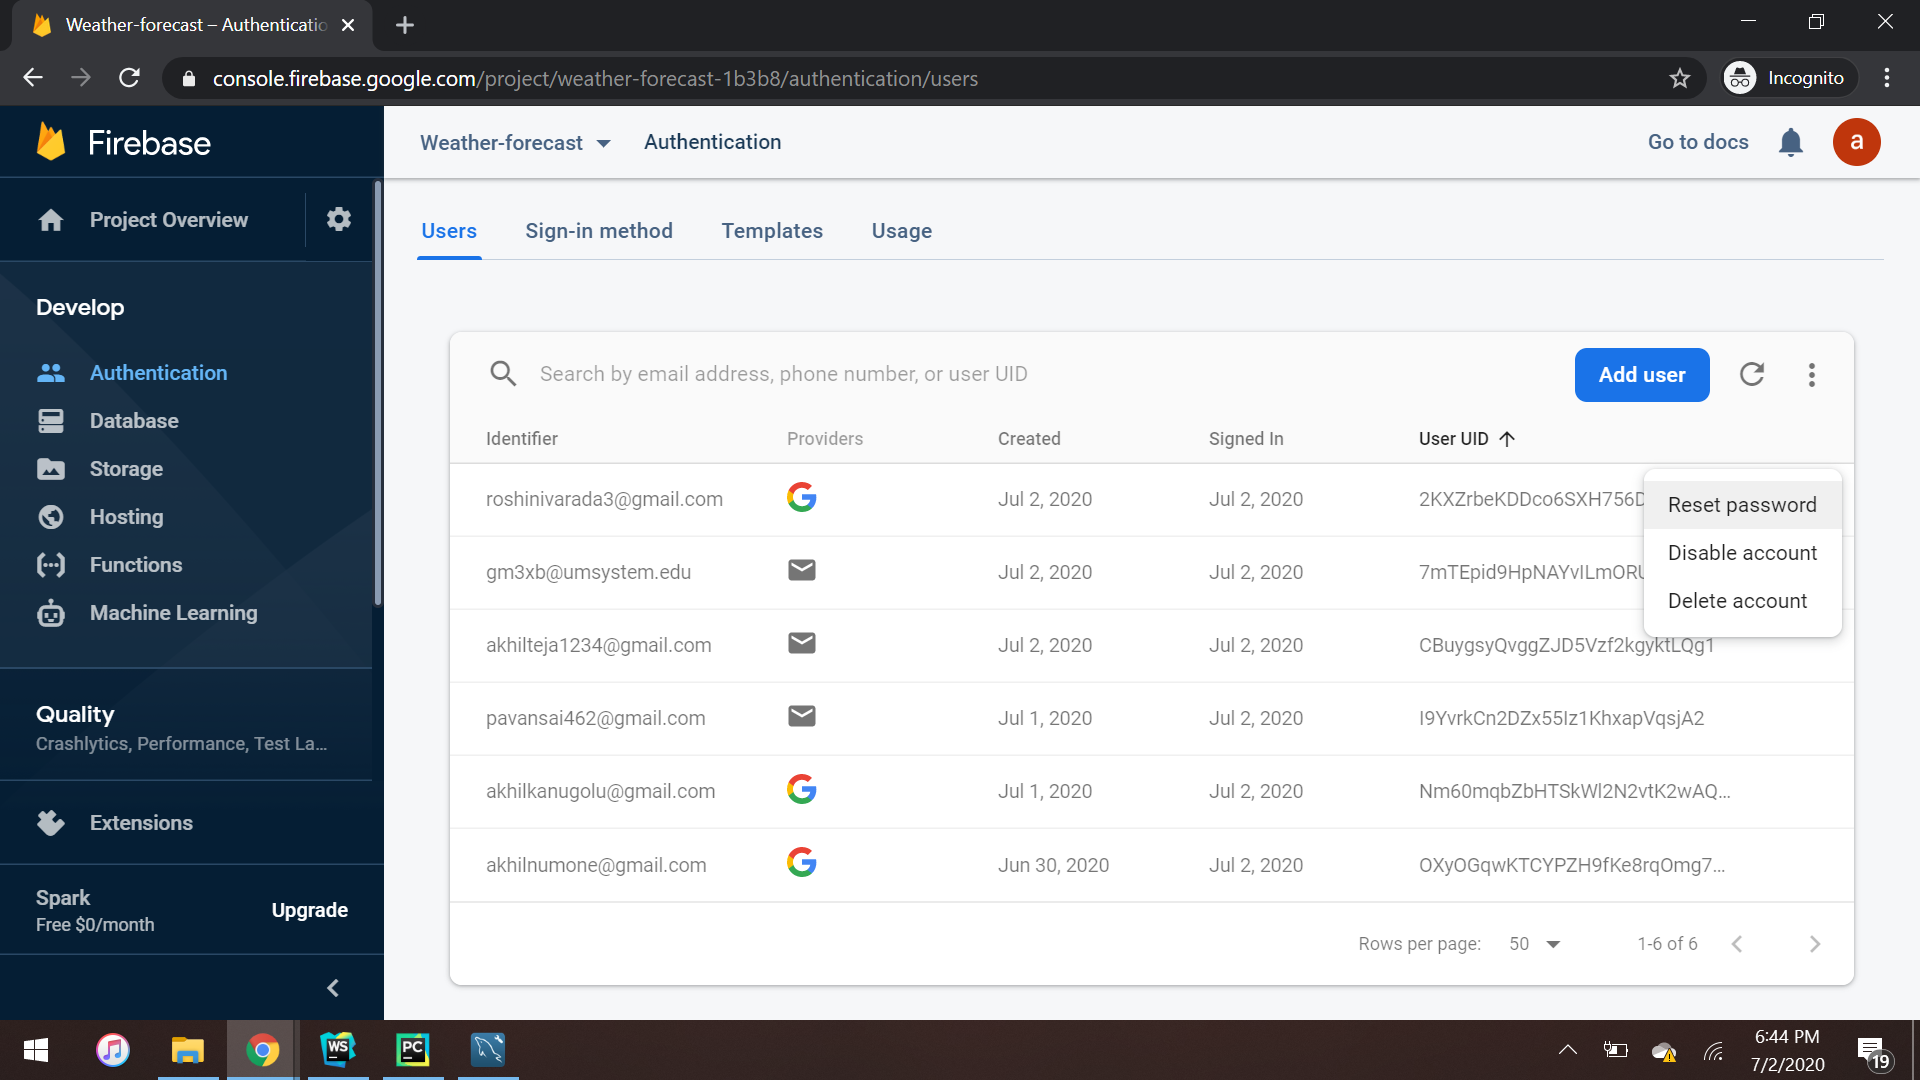 Weather-forecast – Authenticatio
console.firebase.google.com/project/weather-forecast-1b3b8/authentication/users
Incognito
Firebase
Weather-forecast
Authentication
Go to docs
a
Project Overview
Users
Sign-in method
Templates
Usage
Develop
Authentication
Database
Storage
Hosting
Functions
Machine Learning
Quality
Crashlytics, Performance, Test La...
Extensions
Spark
Free $0/month
Upgrade
Search by email address, phone number, or user UID
Add user
Identifier Providers Created Signed In User UID
roshinivarada3@gmail.com Jul 2, 2020 Jul 2, 2020 2KXZrbeKDDco6SXH756D
gm3xb@umsystem.edu Jul 2, 2020 Jul 2, 2020 7mTEpid9HpNAYvILmORU
akhilteja1234@gmail.com Jul 2, 2020 Jul 2, 2020 CBuygsyQvggZJD5Vzf2kgyktLQg1
pavansai462@gmail.com Jul 1, 2020 Jul 2, 2020 I9YvrkCn2DZx55Iz1KhxapVqsjA2
akhilkanugolu@gmail.com Jul 1, 2020 Jul 2, 2020 Nm60mqbZbHTSkWl2N2vtK2wAQ...
akhilnumone@gmail.com Jun 30, 2020 Jul 2, 2020 OXyOGqwKTCYPZH9fKe8rqOmg7...
Reset password
Disable account
Delete account
Rows per page: 50 1-6 of 6
WS
PC
6:44 PM
7/2/2020
19